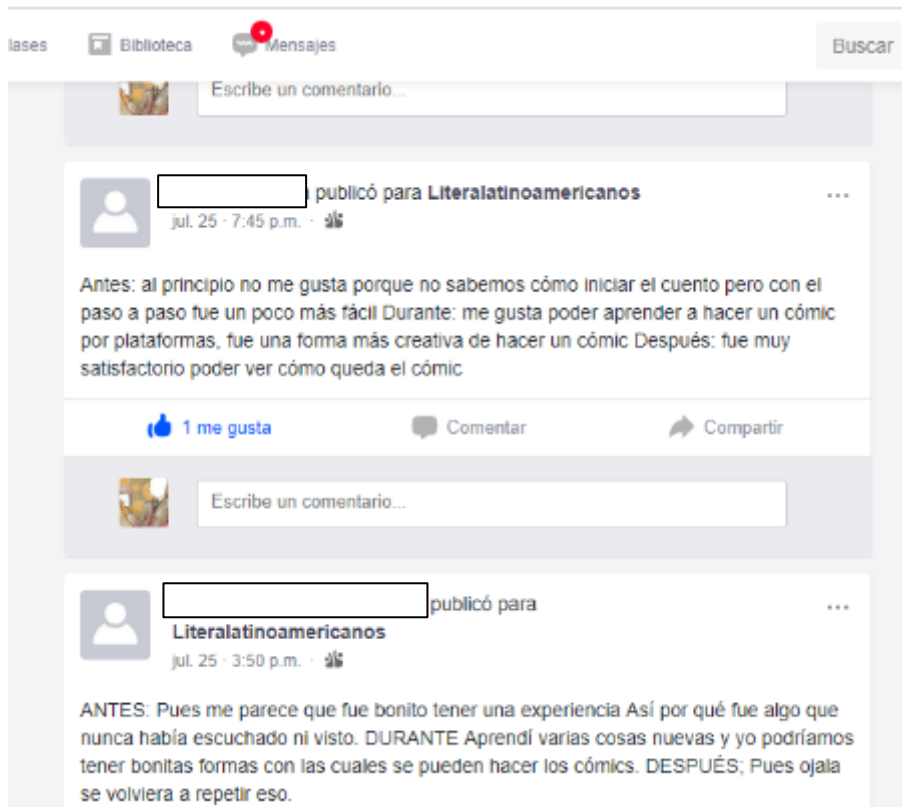 lases Biblioteca Mensajes Buscar
Escribe un comentario...
publicó para Literalatinoamericanos
jul. 25 · 7:45 p.m. ·
Antes: al principio no me gusta porque no sabemos cómo iniciar el cuento pero con el
paso a paso fue un poco más fácil Durante: me gusta poder aprender a hacer un cómic
por plataformas, fue una forma más creativa de hacer un cómic Después: fue muy
satisfactorio poder ver cómo queda el cómic
1 me gusta Comentar Compartir
Escribe un comentario...
publicó para
Literalatinoamericanos
jul. 25 · 3:50 p.m. ·
ANTES: Pues me parece que fue bonito tener una experiencia Así por qué fue algo que
nunca había escuchado ni visto. DURANTE Aprendí varias cosas nuevas y yo podríamos
tener bonitas formas con las cuales se pueden hacer los cómics. DESPUÉS; Pues ojala
se volviera a repetir eso.